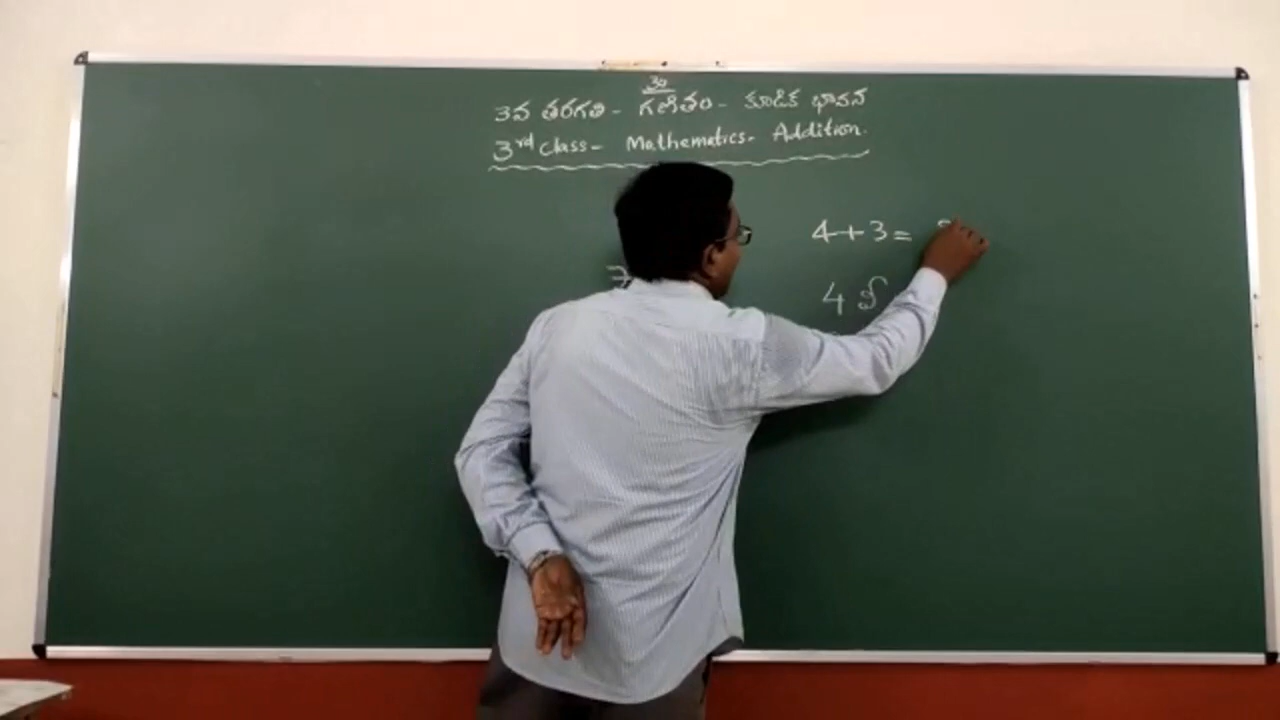 3వ తరగతి - గణితం - కూడిక భావన
3rd class - Mathematics - Addition.
4+3=
4